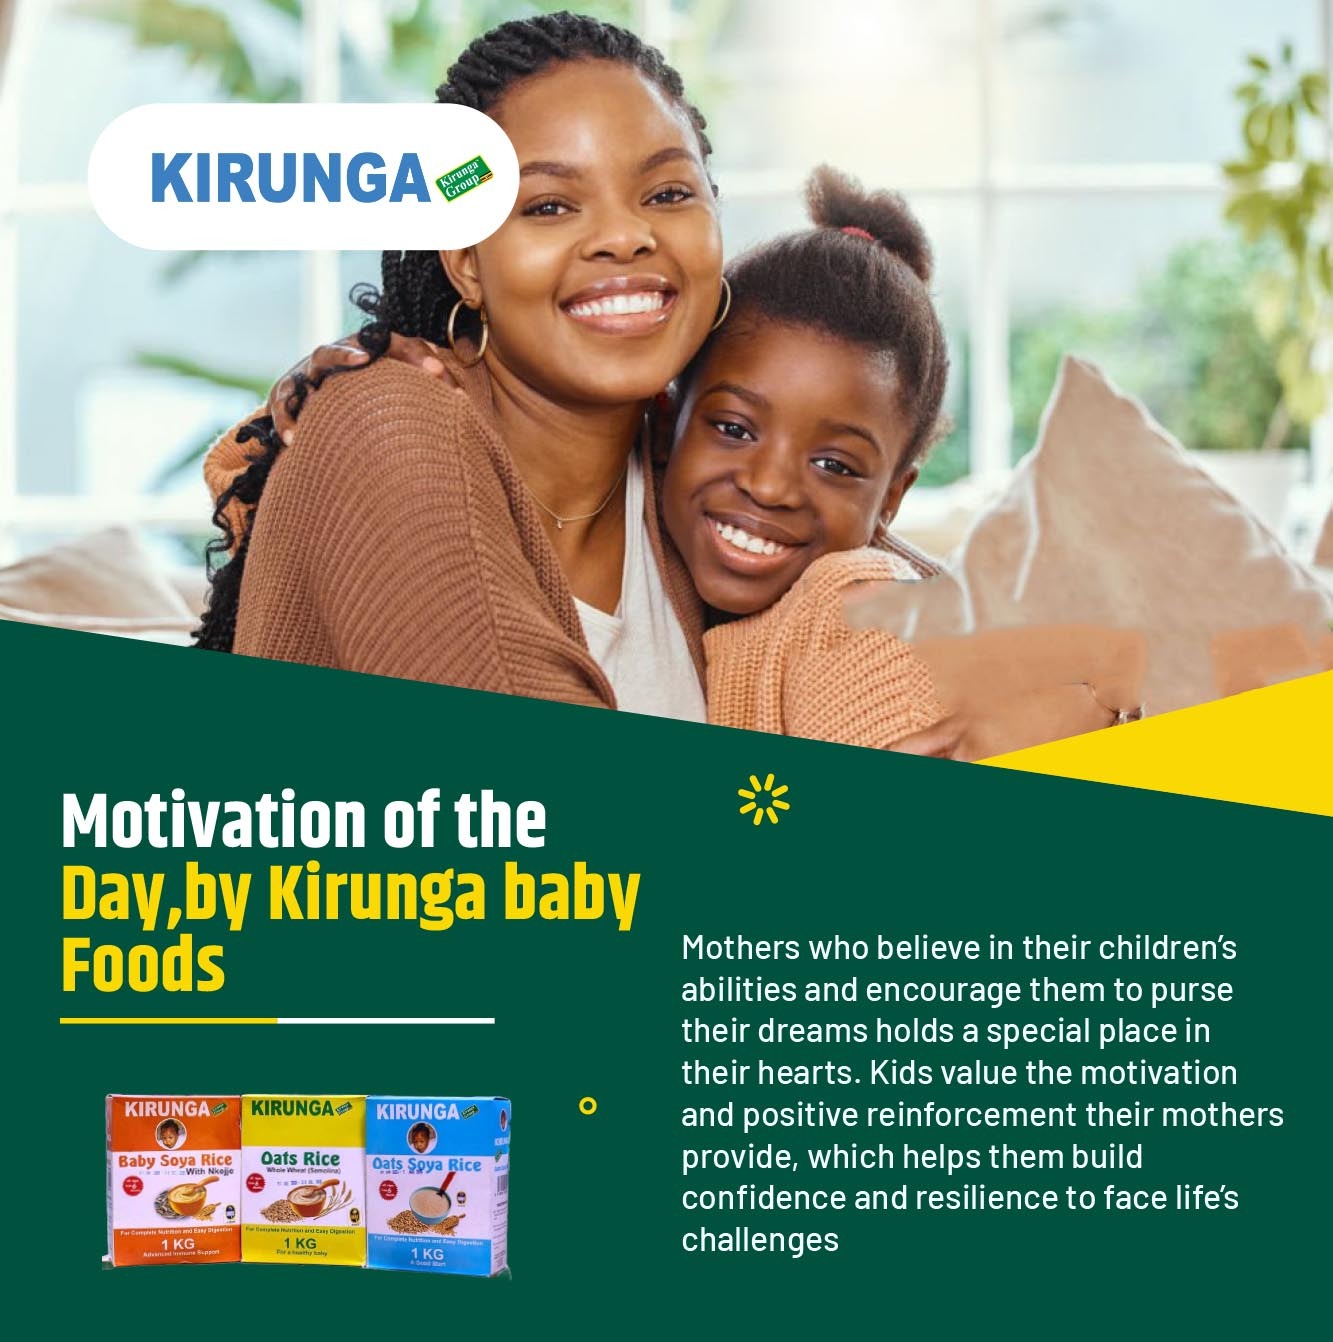 KIRUNGA
Kirunga
Group
Motivation of the
Day,by Kirunga baby
Foods
Mothers who believe in their children’s
abilities and encourage them to purse
their dreams holds a special place in
their hearts. Kids value the motivation
and positive reinforcement their mothers
provide, which helps them build
confidence and resilience to face life’s
challenges
KIRUNGA
Baby Soya Rice
With Nkejje
For Complete Nutrition and Easy Digestion
1 KG
Advanced Immune Support
KIRUNGA
Oats Rice
Whole Wheat (Semolina)
For Complete Nutrition and Easy Digestion
1 KG
For a healthy baby
KIRUNGA
Oats Soya Rice
For Complete Nutrition and Easy Digestion
1 KG
A Good Start